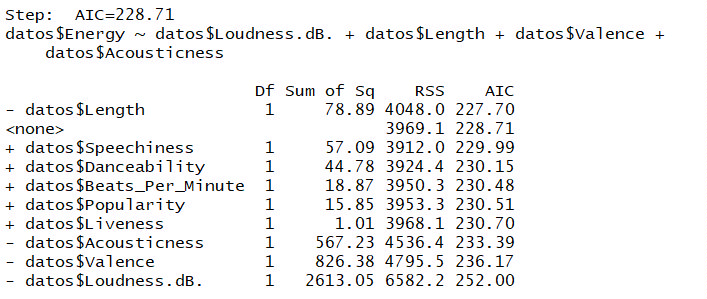 Step:  AIC=228.71
datos$Energy ~ datos$Loudness.dB. + datos$Length + datos$Valence +
    datos$Acousticness

                         Df Sum of Sq    RSS    AIC
- datos$Length            1     78.89 4048.0 227.70
<none>                                3969.1 228.71
+ datos$Speechiness       1     57.09 3912.0 229.99
+ datos$Danceability      1     44.78 3924.4 230.15
+ datos$Beats_Per_Minute  1     18.87 3950.3 230.48
+ datos$Popularity        1     15.85 3953.3 230.51
+ datos$Liveness          1      1.01 3968.1 230.70
- datos$Acousticness      1    567.23 4536.4 233.39
- datos$Valence           1    826.38 4795.5 236.17
- datos$Loudness.dB.      1   2613.05 6582.2 252.00